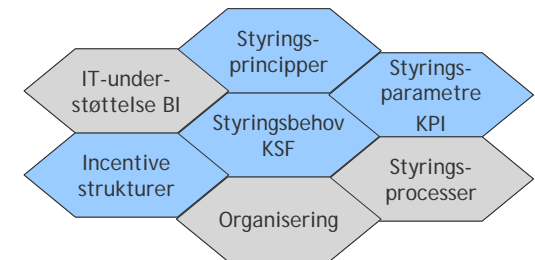 Styrings-
principper
IT-under-
støttelse BI
Styrings-
parametre
KPI
Styringsbehov
KSF
Incentive
strukturer
Styrings-
processer
Organisering